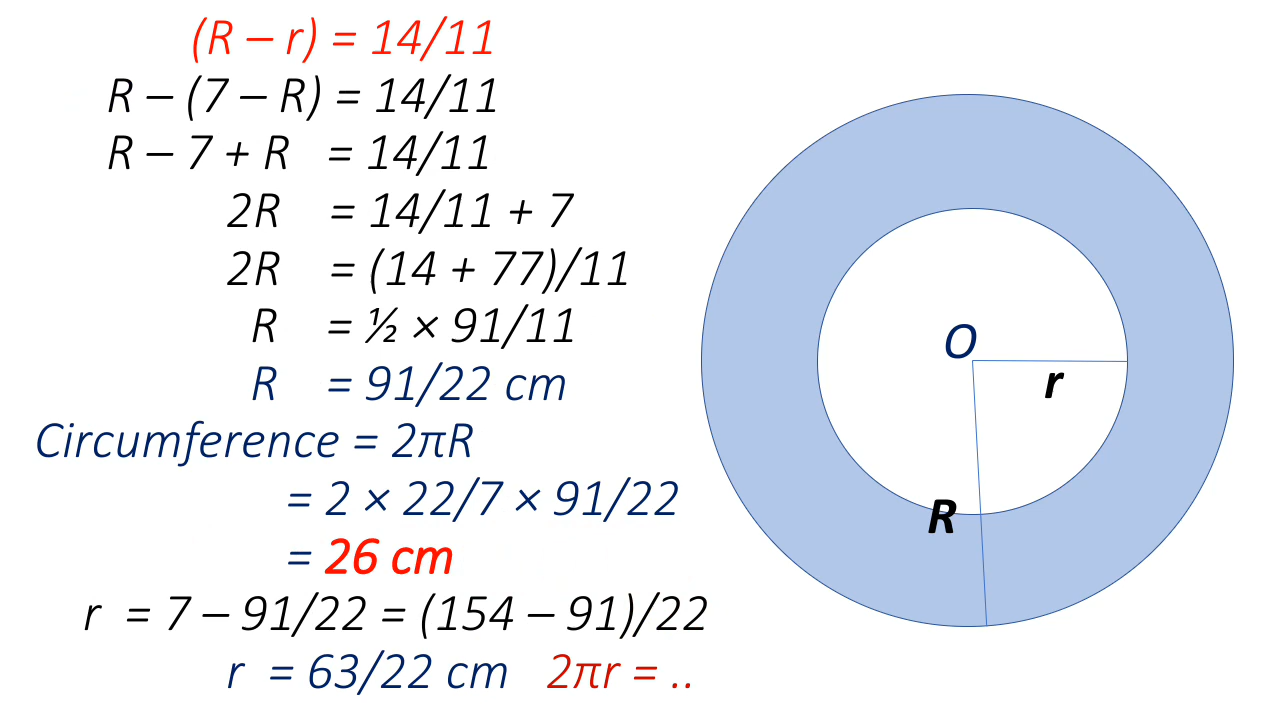 (R – r) = 14/11
R – (7 – R) = 14/11
R – 7 + R = 14/11
2R = 14/11 + 7
2R = (14 + 77)/11
R = ½ × 91/11
R = 91/22 cm
Circumference = 2πR
= 2 × 22/7 × 91/22
= 26 cm
r = 7 – 91/22 = (154 – 91)/22
r = 63/22 cm 2πr = ..
O
r
R